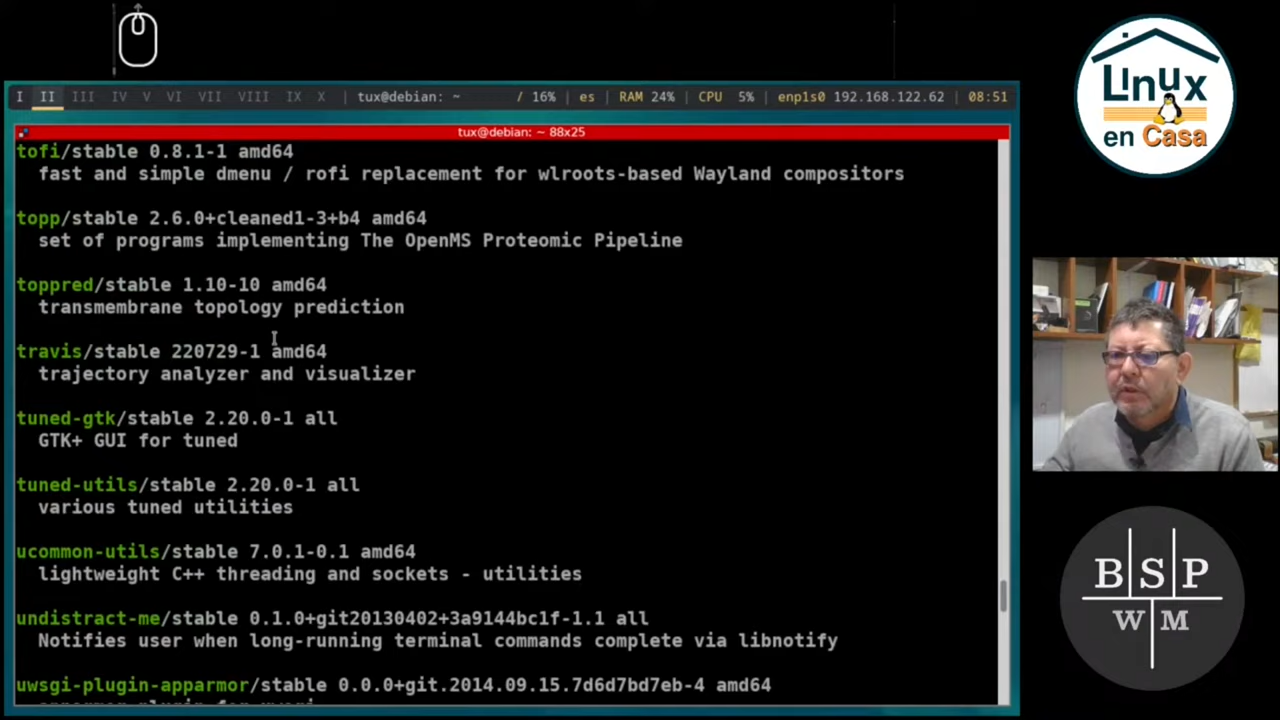 I II III IV V VI VII VIII IX X | tux@debian: ~ / 16% | es | RAM 24% | CPU 5% | enp1s0 192.168.122.62 | 08:51
tux@debian: ~ 88x25
tofi/stable 0.8.1-1 amd64
fast and simple dmenu / rofi replacement for wlroots-based Wayland compositors
topp/stable 2.6.0+cleaned1-3+b4 amd64
set of programs implementing The OpenMS Proteomic Pipeline
toppred/stable 1.10-10 amd64
transmembrane topology prediction
travis/stable 220729-1 amd64
trajectory analyzer and visualizer
tuned-gtk/stable 2.20.0-1 all
GTK+ GUI for tuned
tuned-utils/stable 2.20.0-1 all
various tuned utilities
ucommon-utils/stable 7.0.1-0.1 amd64
lightweight C++ threading and sockets - utilities
undistract-me/stable 0.1.0+git20130402+3a9144bc1f-1.1 all
Notifies user when long-running terminal commands complete via libnotify
uwsgi-plugin-apparmor/stable 0.0.0+git.2014.09.15.7d6d7bd7eb-4 amd64
Linux
en Casa
BSP
WM